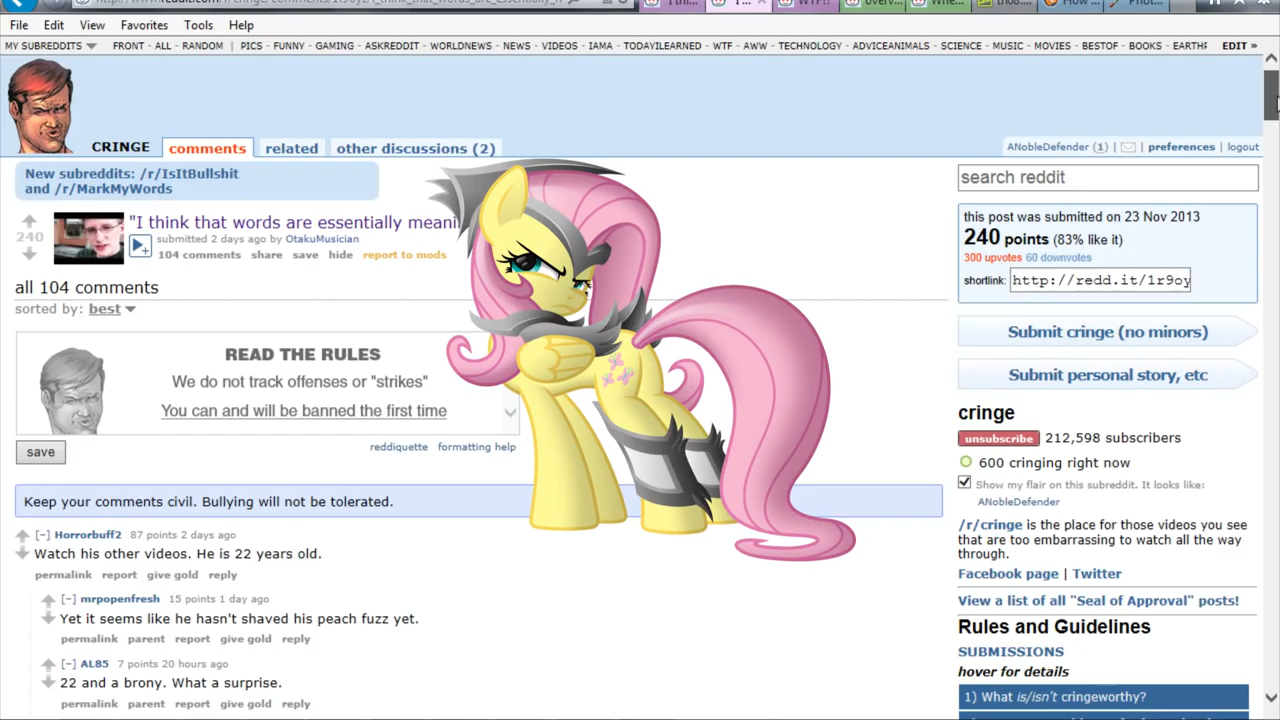 File Edit View Favorites Tools Help
MY SUBREDDITS FRONT - ALL - RANDOM | PICS - FUNNY - GAMING - ASKREDDIT - WORLDNEWS - NEWS - VIDEOS - IAMA - TODAYILEARNED - WTF - AWW - TECHNOLOGY - ADVICEANIMALS - SCIENCE - MUSIC - MOVIES - BESTOF - BOOKS - EARTH EDIT »
CRINGE comments related other discussions (2)
ANobleDefender (1) | | preferences | logout
New subreddits: /r/IsItBullshit
and /r/MarkMyWords
240
"I think that words are essentially meani
submitted 2 days ago by OtakuMusician
104 comments share save hide report to mods
all 104 comments
sorted by: best
READ THE RULES
We do not track offenses or "strikes"
You can and will be banned the first time
reddiquette formatting help
save
Keep your comments civil. Bullying will not be tolerated.
[–] Horrorbuff2 87 points 2 days ago
Watch his other videos. He is 22 years old.
permalink report give gold reply
[–] mrpopenfresh 15 points 1 day ago
Yet it seems like he hasn't shaved his peach fuzz yet.
permalink parent report give gold reply
[–] AL85 7 points 20 hours ago
22 and a brony. What a surprise.
permalink parent report give gold reply
search reddit
this post was submitted on 23 Nov 2013
240 points (83% like it)
300 upvotes 60 downvotes
shortlink: http://redd.it/1r9oy
Submit cringe (no minors)
Submit personal story, etc
cringe
unsubscribe 212,598 subscribers
600 cringing right now
Show my flair on this subreddit. It looks like:
ANobleDefender
/r/cringe is the place for those videos you see
that are too embarrassing to watch all the way
through.
Facebook page | Twitter
View a list of all "Seal of Approval" posts!
Rules and Guidelines
SUBMISSIONS
hover for details
1) What is/isn't cringeworthy?